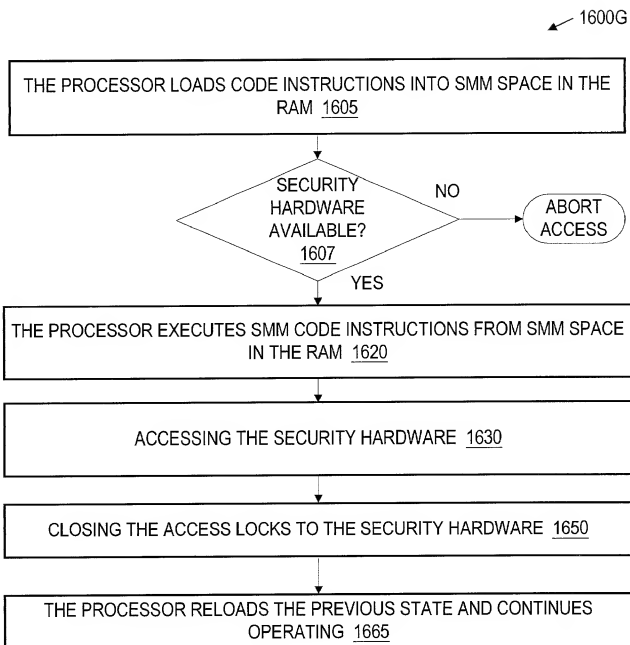 1600G
THE PROCESSOR LOADS CODE INSTRUCTIONS INTO SMM SPACE IN THE
RAM 1605
SECURITY
HARDWARE
AVAILABLE?
1607
NO
ABORT
ACCESS
YES
THE PROCESSOR EXECUTES SMM CODE INSTRUCTIONS FROM SMM SPACE
IN THE RAM 1620
ACCESSING THE SECURITY HARDWARE 1630
CLOSING THE ACCESS LOCKS TO THE SECURITY HARDWARE 1650
THE PROCESSOR RELOADS THE PREVIOUS STATE AND CONTINUES
OPERATING 1665